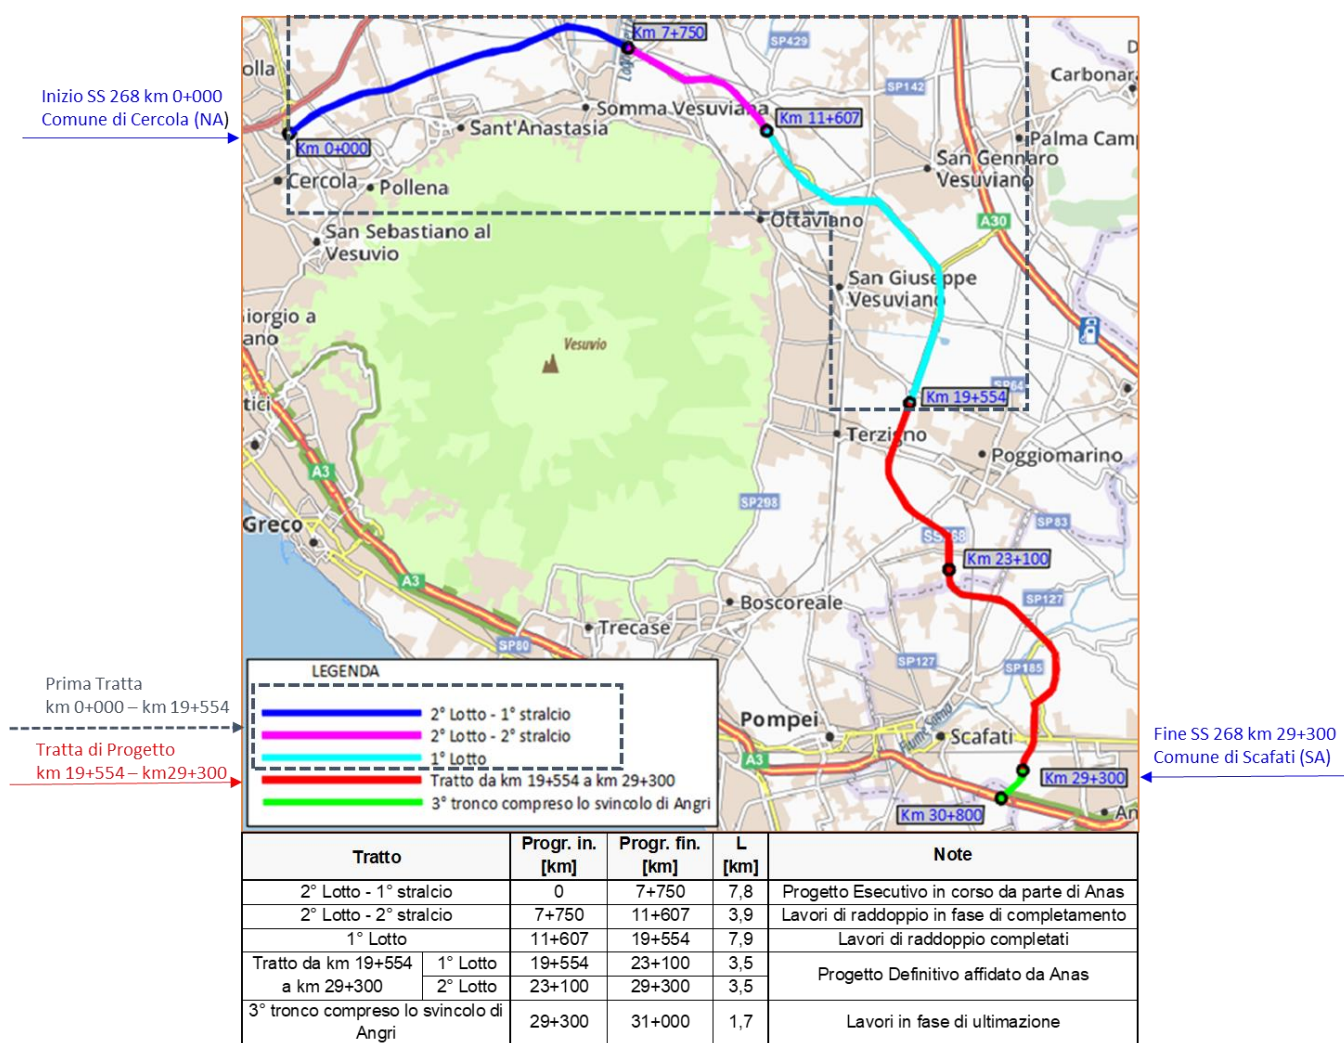 Inizio SS 268 km 0+000
Comune di Cercola (NA)
Prima Tratta
km 0+000 – km 19+554
Tratta di Progetto
km 19+554 – km29+300
Fine SS 268 km 29+300
Comune di Scafati (SA)
Km 7+750
SP429
olla
SP142
Carbonar
Somma Vesuviana
Km 11+607
Sant'Anastasia
Km 0+000
Palma Camp
San Gennaro
Vesuviano
Cercola
Pollena
Ottaviano
A30
San Sebastiano al
Vesuvio
San Giuseppe
Vesuviano
iorgio a
ano
Vesuvio
SP64
Km 19+554
tici
Terzigno
Poggiomarino
A3
SP298
Greco
SP83
SS268
Km 23+100
A3
Boscoreale
SP127
Trecase
SP80
SP127
SP185
Pompei
Fiume Sarno
Scafati
A3
Km 29+300
Km 30+800
An
LEGENDA
2° Lotto - 1° stralcio
2° Lotto - 2° stralcio
1° Lotto
Tratto da km 19+554 a km 29+300
3° tronco compreso lo svincolo di Angri
Tratto Progr. in. [km] Progr. fin. [km] L [km] Note
2° Lotto - 1° stralcio 0 7+750 7,8 Progetto Esecutivo in corso da parte di Anas
2° Lotto - 2° stralcio 7+750 11+607 3,9 Lavori di raddoppio in fase di completamento
1° Lotto 11+607 19+554 7,9 Lavori di raddoppio completati
Tratto da km 19+554 a km 29+300 1° Lotto 19+554 23+100 3,5 Progetto Definitivo affidato da Anas
2° Lotto 23+100 29+300 3,5
3° tronco compreso lo svincolo di Angri 29+300 31+000 1,7 Lavori in fase di ultimazione